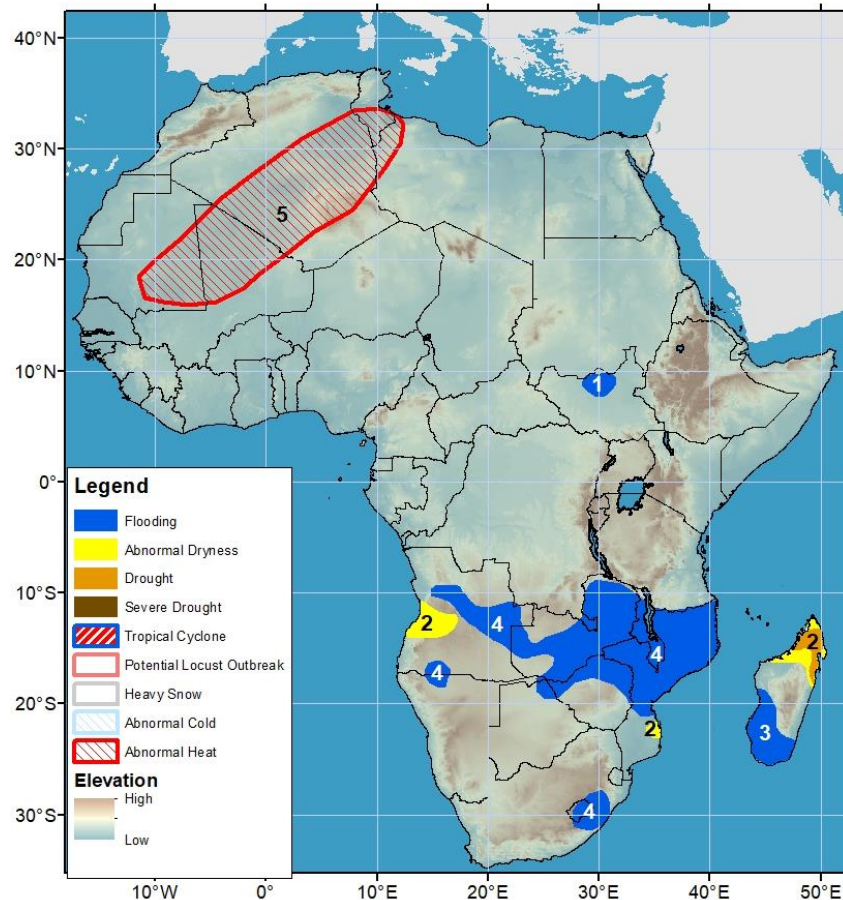 40°N
30°N
20°N
10°N
0°
10°S
20°S
30°S
5
1
2
4
4
4
2
2
3
4
Legend
Flooding
Abnormal Dryness
Drought
Severe Drought
Tropical Cyclone
Potential Locust Outbreak
Heavy Snow
Abnormal Cold
Abnormal Heat
Elevation
High
Low
10°W 0° 10°E 20°E 30°E 40°E 50°E